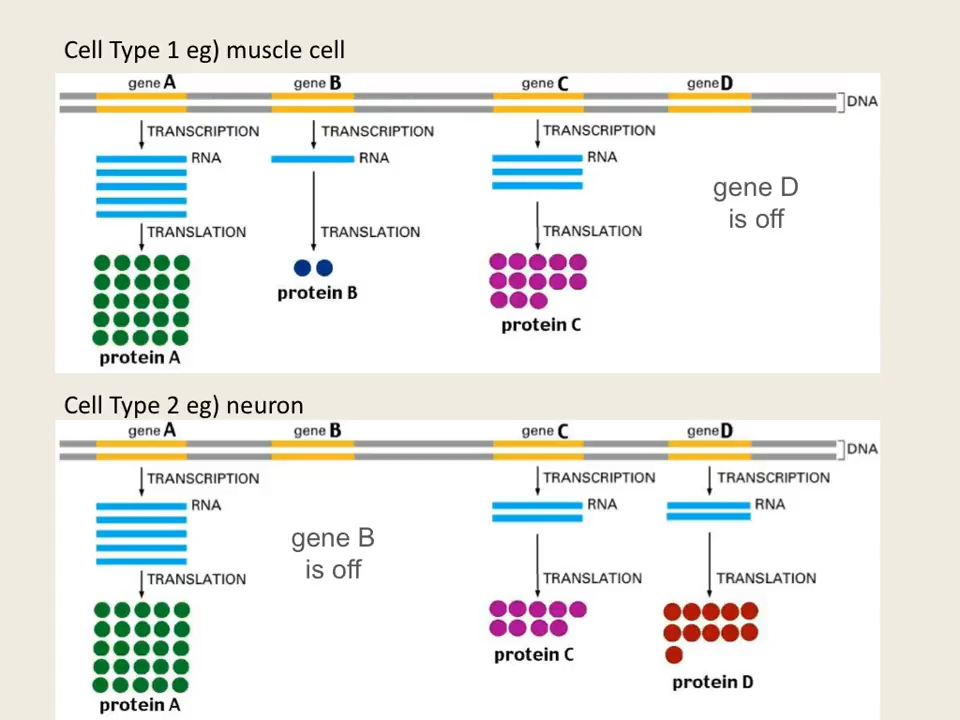 Cell Type 1 eg) muscle cell
gene A gene B gene C gene D
DNA
TRANSCRIPTION TRANSCRIPTION TRANSCRIPTION
RNA RNA RNA
gene D
is off
TRANSLATION TRANSLATION TRANSLATION
protein B
protein C
protein A
Cell Type 2 eg) neuron
gene A gene B gene C gene D
DNA
TRANSCRIPTION TRANSCRIPTION TRANSCRIPTION
RNA RNA RNA
gene B
is off
TRANSLATION TRANSLATION TRANSLATION
protein C
protein D
protein A